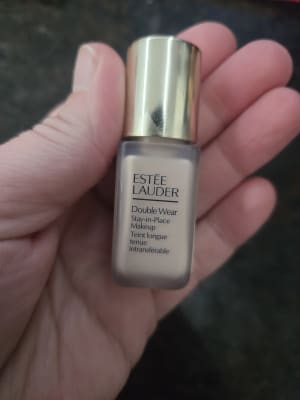 ESTĒE
LAUDER
Double Wear
Stay-in-Place
Makeup
Teint longue
tenue
intransférable